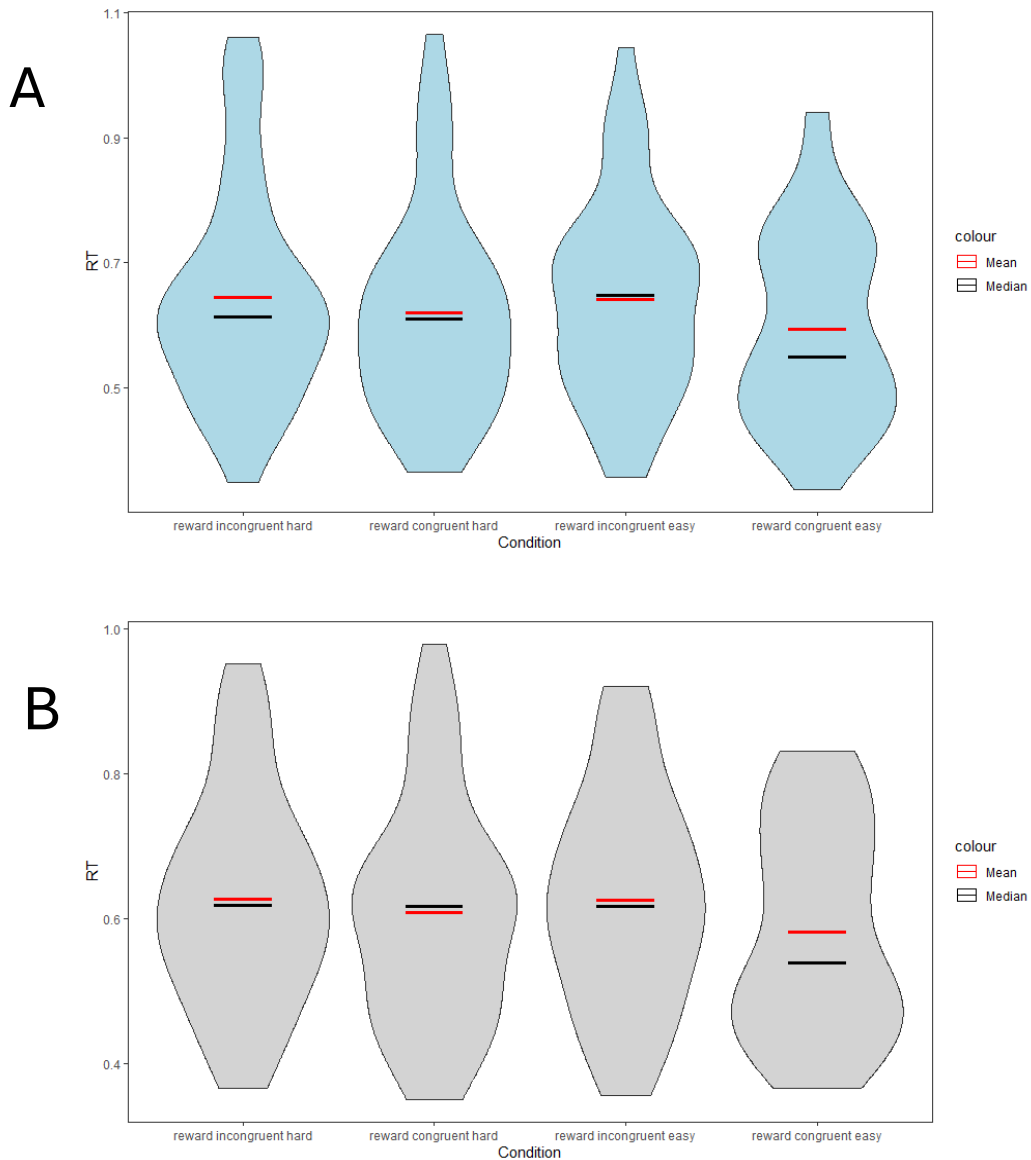 A
1.1
0.9
0.7
0.5
RT
reward incongruent hard
reward congruent hard
reward incongruent easy
reward congruent easy
Condition
colour
Mean
Median
B
1.0
0.8
0.6
0.4
RT
reward incongruent hard
reward congruent hard
reward incongruent easy
reward congruent easy
Condition
colour
Mean
Median